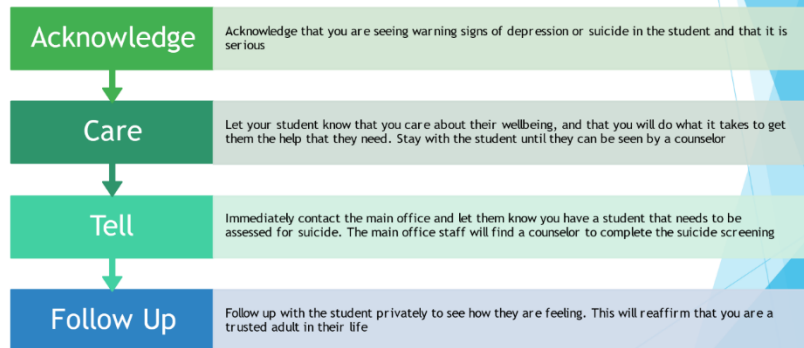 Acknowledge
Acknowledge that you are seeing warning signs of depression or suicide in the student and that it is
serious
Care
Let your student know that you care about their wellbeing, and that you will do what it takes to get
them the help that they need. Stay with the student until they can be seen by a counselor
Tell
Immediately contact the main office and let them know you have a student that needs to be
assessed for suicide. The main office staff will find a counselor to complete the suicide screening
Follow Up
Follow up with the student privately to see how they are feeling. This will reaffirm that you are a
trusted adult in their life